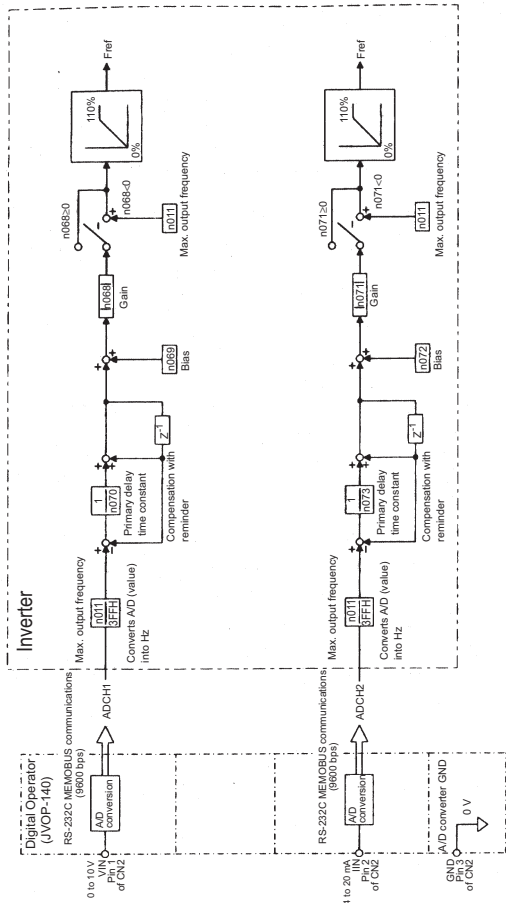 Inverter
Digital Operator
(JVOP-140)
RS-232C MEMOBUS communications
(9600 bps)
0 to 10 V
VIN
Pin 1
of CN2
A/D
conversion
ADCH1
Max. output frequency
n011
3FFH
Converts A/D (value)
into Hz
+
-
1
n070
Primary delay
time constant
+
+
Z-1
Compensation with
reminder
+
+
n069
Bias
|n068|
Gain
n068≥0
n068<0
-
+
n011
Max. output frequency
110%
0%
Fref
RS-232C MEMOBUS communications
(9600 bps)
4 to 20 mA
IIN
Pin 2
of CN2
A/D
conversion
ADCH2
Max. output frequency
n011
3FFH
Converts A/D (value)
into Hz
+
-
1
n073
Primary delay
time constant
+
+
Z-1
Compensation with
reminder
+
+
n072
Bias
|n071|
Gain
n071≥0
n071<0
-
+
n011
Max. output frequency
110%
0%
Fref
A/D converter GND
GND
Pin 3
of CN2
0 V